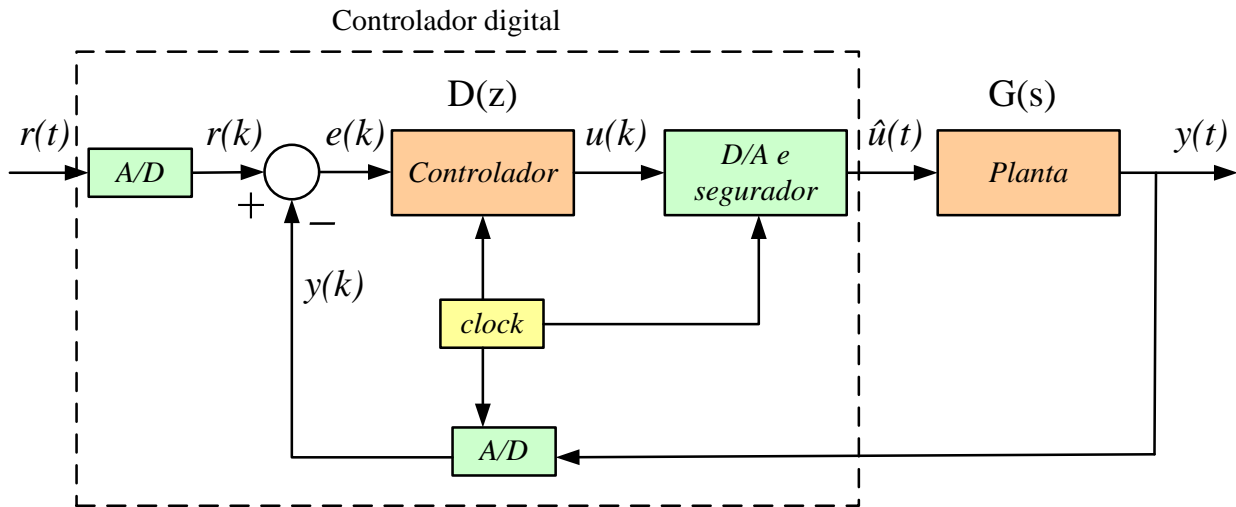 Controlador digital
D(z)
G(s)
r(t)
r(k)
e(k)
u(k)
û(t)
y(t)
A/D
Controlador
D/A e
segurador
Planta
+
−
y(k)
clock
A/D